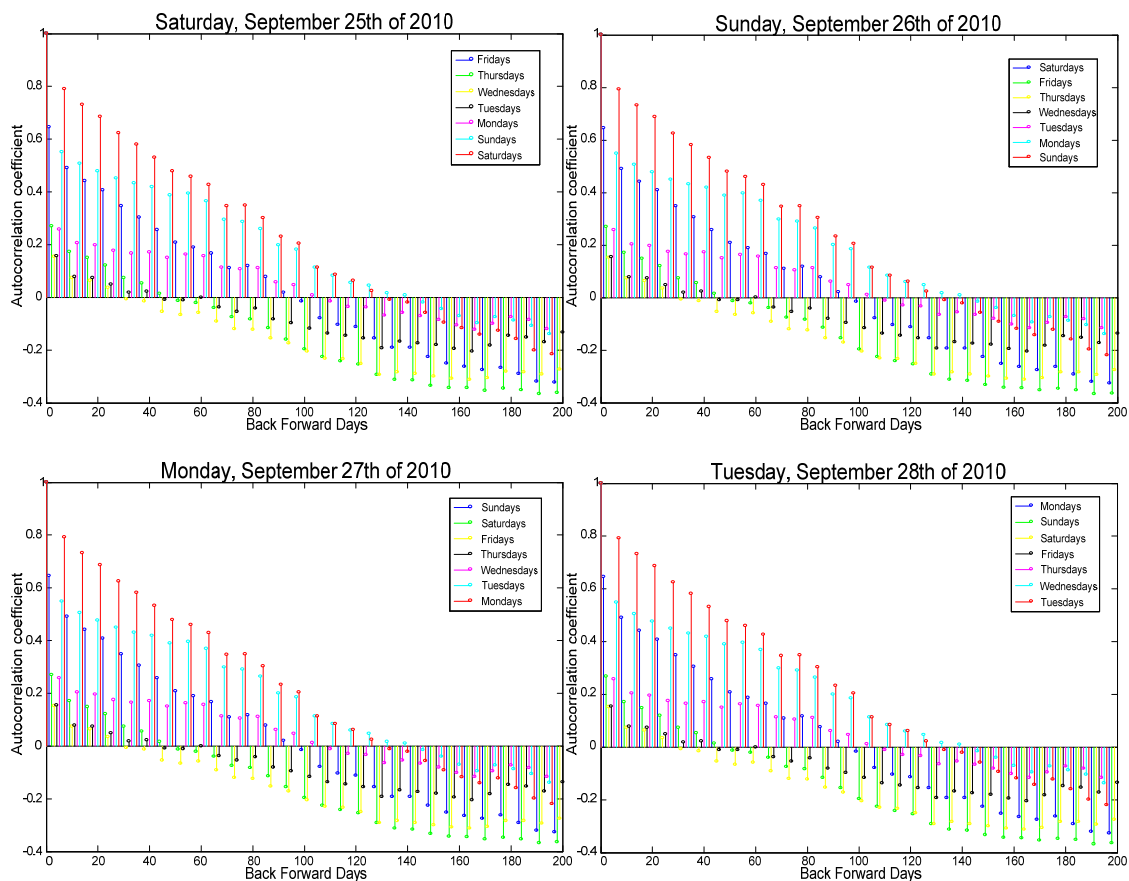 Saturday, September 25th of 2010
1
0.8
0.6
0.4
0.2
0
-0.2
-0.4
Autocorrelation coefficient
Fridays
Thursdays
Wednesdays
Tuesdays
Mondays
Sundays
Saturdays
0 20 40 60 80 100 120 140 160 180 200
Back Forward Days
Sunday, September 26th of 2010
1
0.8
0.6
0.4
0.2
0
-0.2
-0.4
Autocorrelation coefficient
Saturdays
Fridays
Thursdays
Wednesdays
Tuesdays
Mondays
Sundays
0 20 40 60 80 100 120 140 160 180 200
Back Forward Days
Monday, September 27th of 2010
1
0.8
0.6
0.4
0.2
0
-0.2
-0.4
Autocorrelation coefficient
Sundays
Saturdays
Fridays
Thursdays
Wednesdays
Tuesdays
Mondays
0 20 40 60 80 100 120 140 160 180 200
Back Forward Days
Tuesday, September 28th of 2010
1
0.8
0.6
0.4
0.2
0
-0.2
-0.4
Autocorrelation coefficient
Mondays
Sundays
Saturdays
Fridays
Thursdays
Wednesdays
Tuesdays
0 20 40 60 80 100 120 140 160 180 200
Back Forward Days